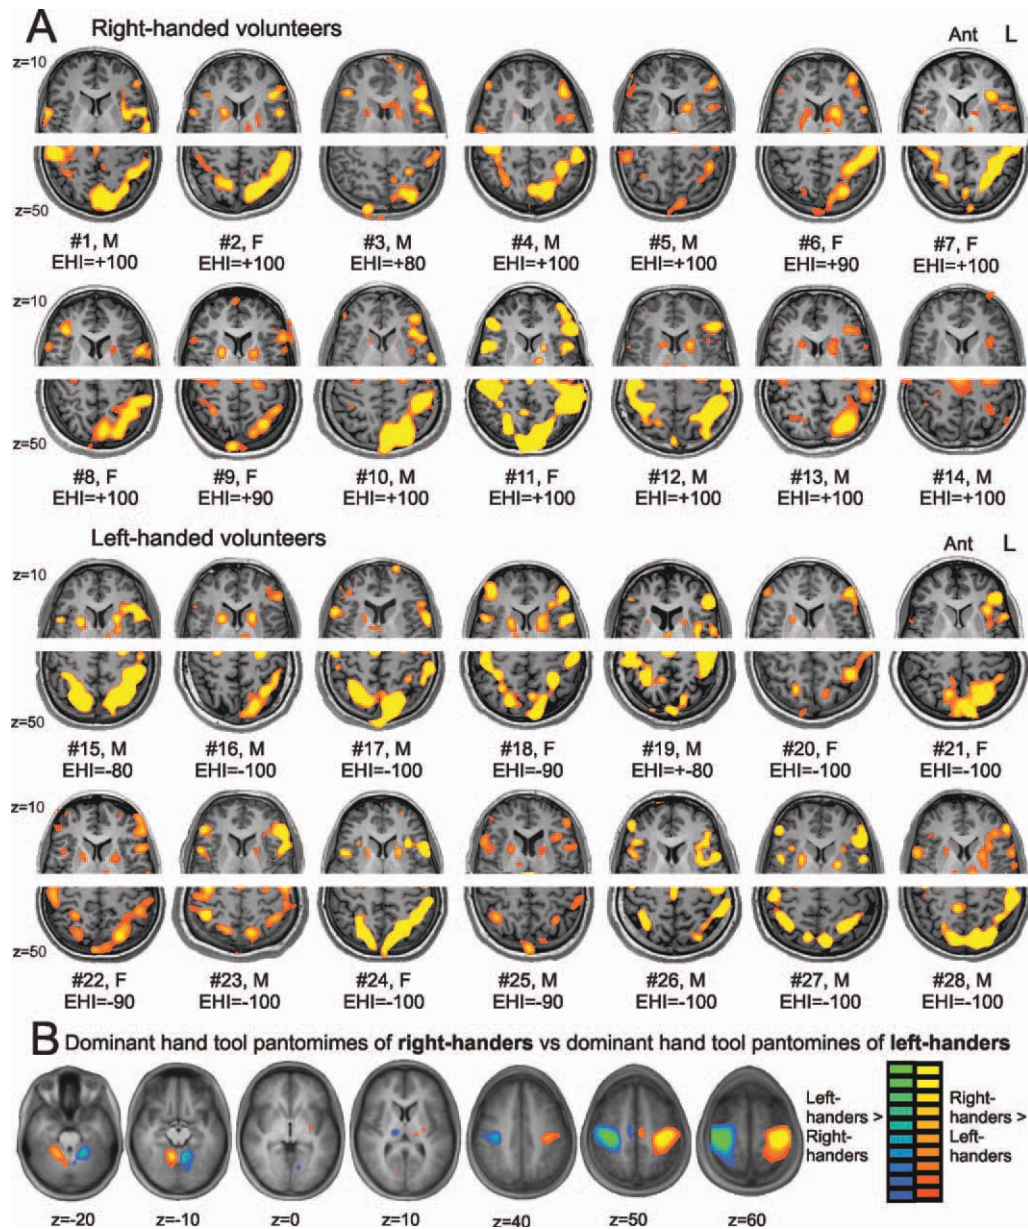 A Right-handed volunteers Ant L
z=10
z=50
#1, M #2, F #3, M #4, M #5, M #6, F #7, F
EHI=+100 EHI=+100 EHI=+80 EHI=+100 EHI=+100 EHI=+90 EHI=+100
z=10
z=50
#8, F #9, F #10, M #11, F #12, M #13, M #14, M
EHI=+100 EHI=+90 EHI=+100 EHI=+100 EHI=+100 EHI=+100 EHI=+100
Left-handed volunteers Ant L
z=10
z=50
#15, M #16, M #17, M #18, F #19, M #20, F #21, F
EHI=-80 EHI=-100 EHI=-100 EHI=-90 EHI=+-80 EHI=-100 EHI=-100
z=10
z=50
#22, F #23, M #24, F #25, M #26, M #27, M #28, M
EHI=-90 EHI=-100 EHI=-100 EHI=-90 EHI=-100 EHI=-100 EHI=-100
B Dominant hand tool pantomimes of right-handers vs dominant hand tool pantomines of left-handers
Left-
handers >
Right-
handers
Right-
handers >
Left-
handers
z=-20 z=-10 z=0 z=10 z=40 z=50 z=60